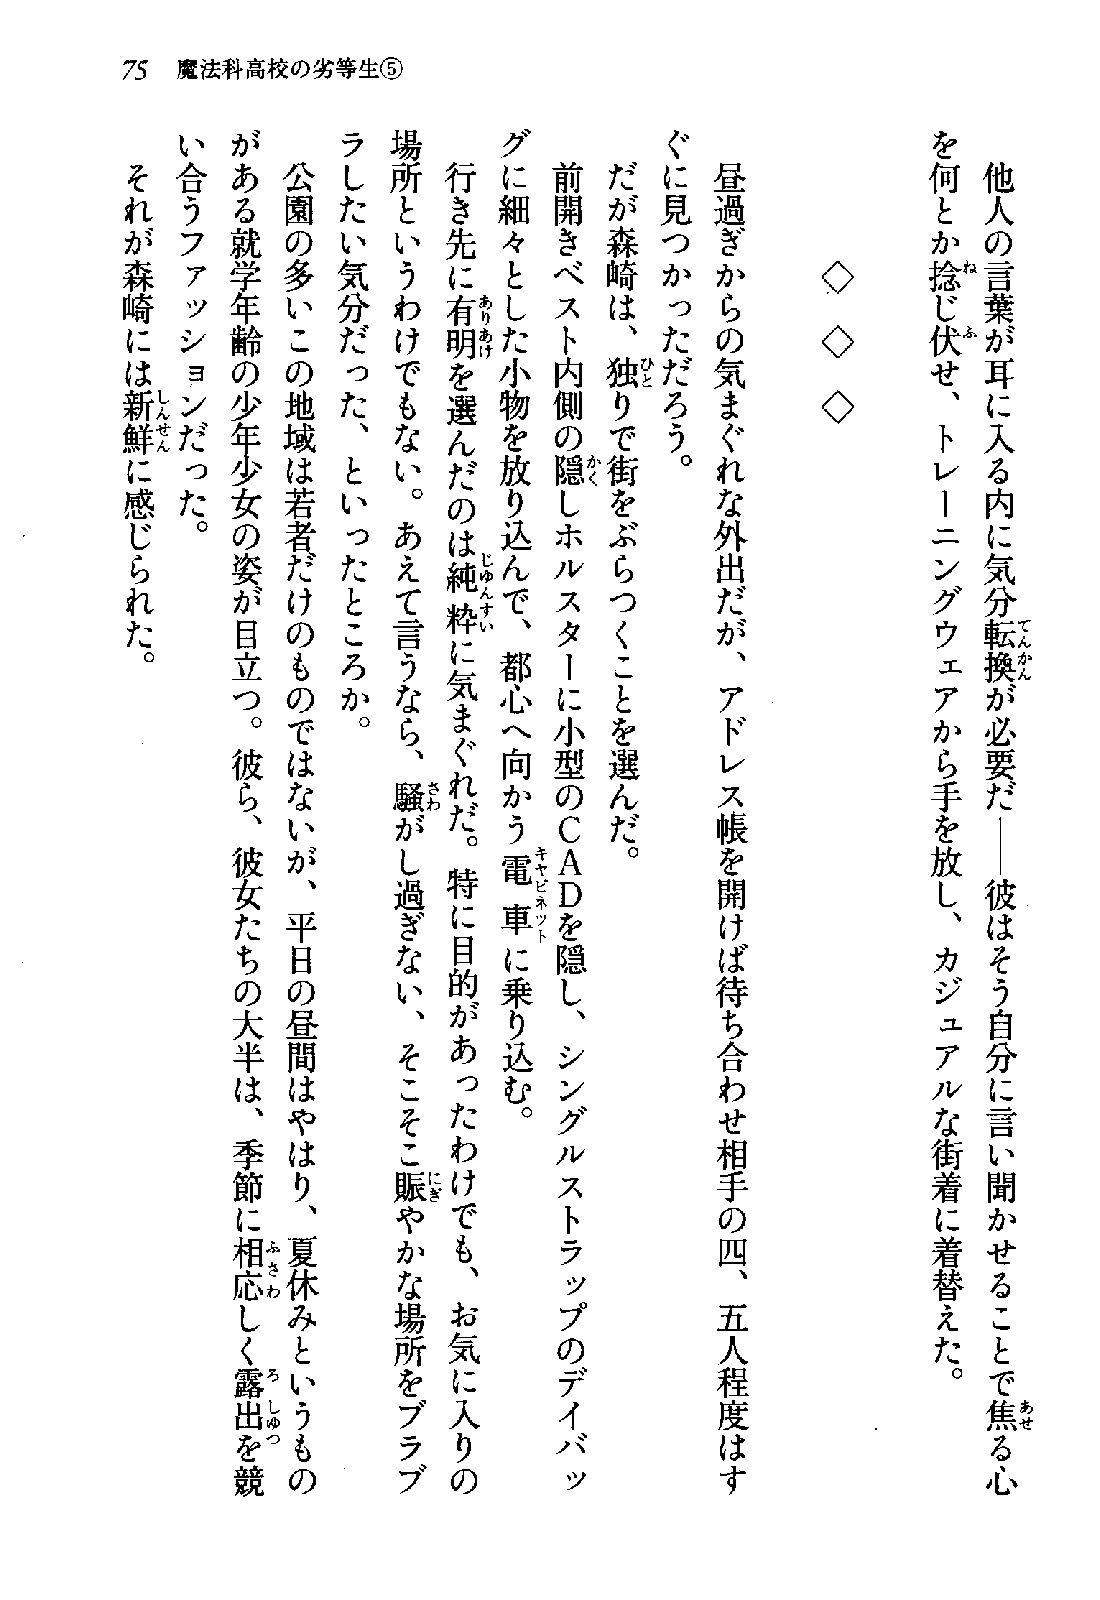 75 魔法科高校の劣等生⑤
他人の言葉が耳に入る内に気分転換が必要だ――彼はそう自分に言い聞かせることで焦る心
を何とか捻じ伏せ、トレーニングウェアから手を放し、カジュアルな街着に着替えた。
◇ ◇ ◇
昼過ぎからの気まぐれな外出だが、アドレス帳を開けば待ち合わせ相手の四、五人程度はす
ぐに見つかっただろう。
だが森崎は、独りで街をぶらつくことを選んだ。
前開きベスト内側の隠しホルスターに小型のCADを隠し、シングルストラップのデイバッ
グに細々とした小物を放り込んで、都心へ向かう電車に乗り込む。
行き先に有明を選んだのは純粋に気まぐれだ。特に目的があったわけでも、お気に入りの
場所というわけでもない。あえて言うなら、騒がし過ぎない、そこそこ賑やかな場所をブラブ
ラしたい気分だった、といったところか。
公園の多いこの地域は若者だけのものではないが、平日の昼間はやはり、夏休みというもの
がある就学年齢の少年少女の姿が目立つ。彼ら、彼女たちの大半は、季節に相応しく露出を競
い合うファッションだった。
それが森崎には新鮮に感じられた。